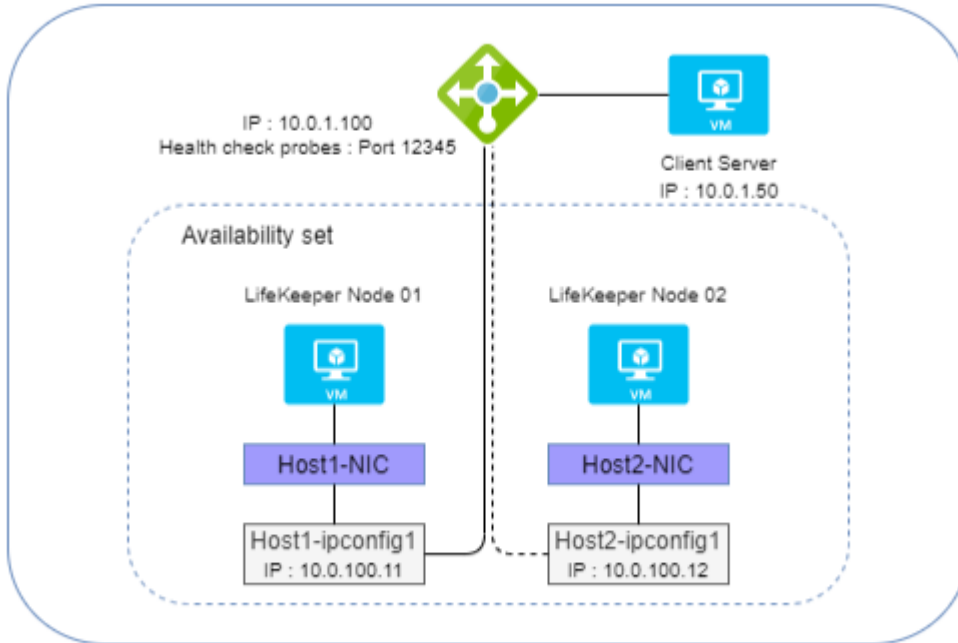 IP : 10.0.1.100
Health check probes : Port 12345
VM
Client Server
IP : 10.0.1.50
Availability set
LifeKeeper Node 01
LifeKeeper Node 02
VM
VM
Host1-NIC
Host2-NIC
Host1-ipconfig1
IP : 10.0.100.11
Host2-ipconfig1
IP : 10.0.100.12